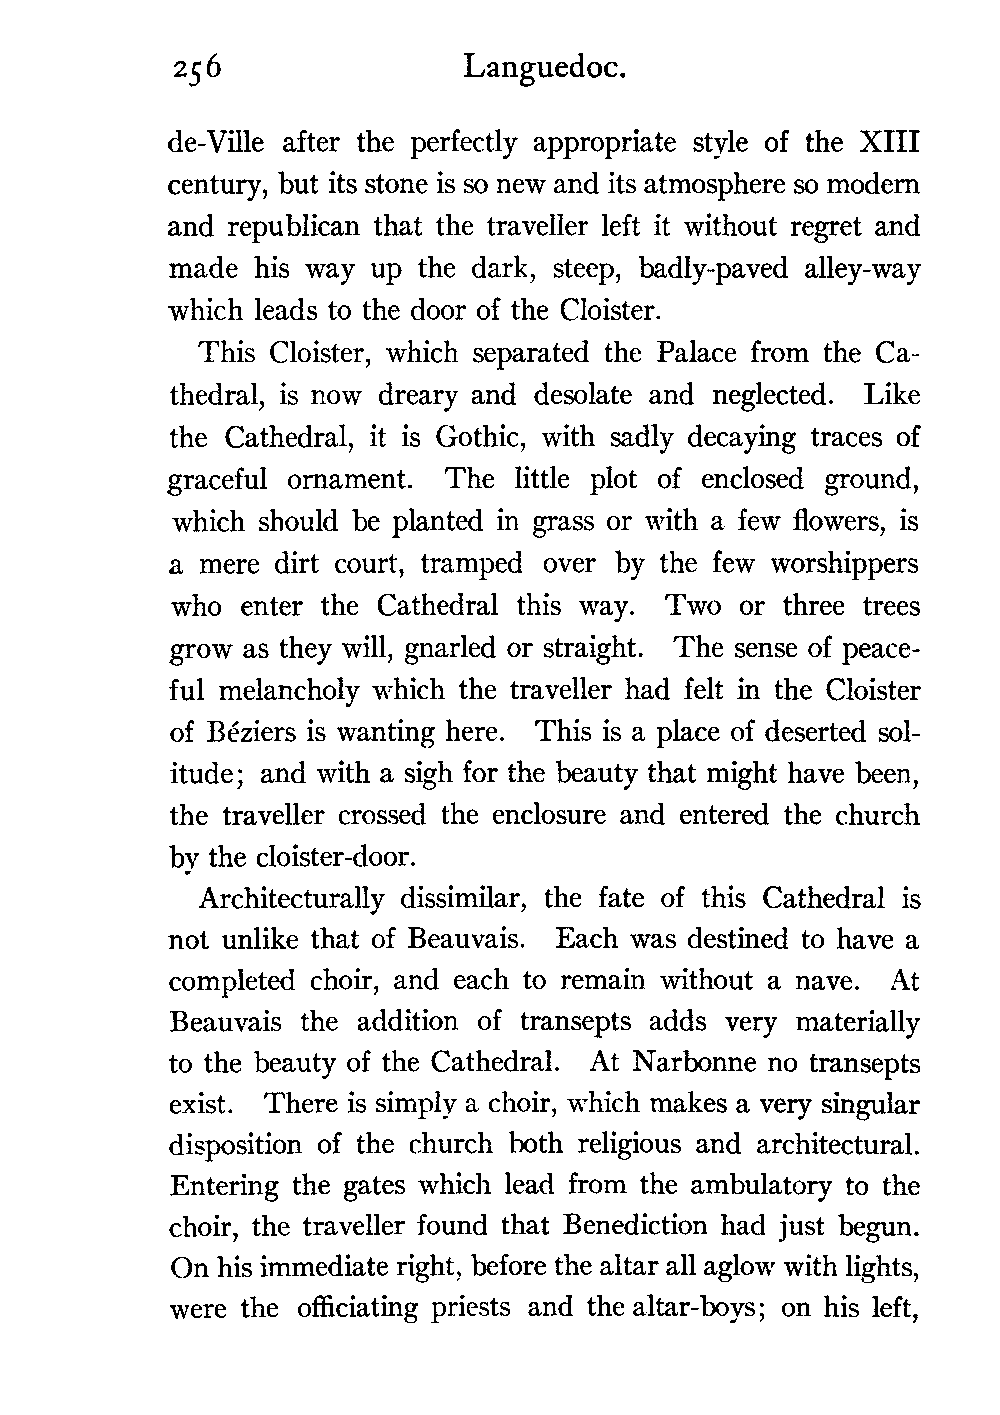 256 Languedoc.
de-Ville after the perfectly appropriate style of the XIII
century, but its stone is so new and its atmosphere so modern
and republican that the traveller left it without regret and
made his way up the dark, steep, badly-paved alley-way
which leads to the door of the Cloister.
This Cloister, which separated the Palace from the Ca-
thedral, is now dreary and desolate and neglected. Like
the Cathedral, it is Gothic, with sadly decaying traces of
graceful ornament. The little plot of enclosed ground,
which should be planted in grass or with a few flowers, is
a mere dirt court, tramped over by the few worshippers
who enter the Cathedral this way. Two or three trees
grow as they will, gnarled or straight. The sense of peace-
ful melancholy which the traveller had felt in the Cloister
of Béziers is wanting here. This is a place of deserted sol-
itude; and with a sigh for the beauty that might have been,
the traveller crossed the enclosure and entered the church
by the cloister-door.
Architecturally dissimilar, the fate of this Cathedral is
not unlike that of Beauvais. Each was destined to have a
completed choir, and each to remain without a nave. At
Beauvais the addition of transepts adds very materially
to the beauty of the Cathedral. At Narbonne no transepts
exist. There is simply a choir, which makes a very singular
disposition of the church both religious and architectural.
Entering the gates which lead from the ambulatory to the
choir, the traveller found that Benediction had just begun.
On his immediate right, before the altar all aglow with lights,
were the officiating priests and the altar-boys; on his left,